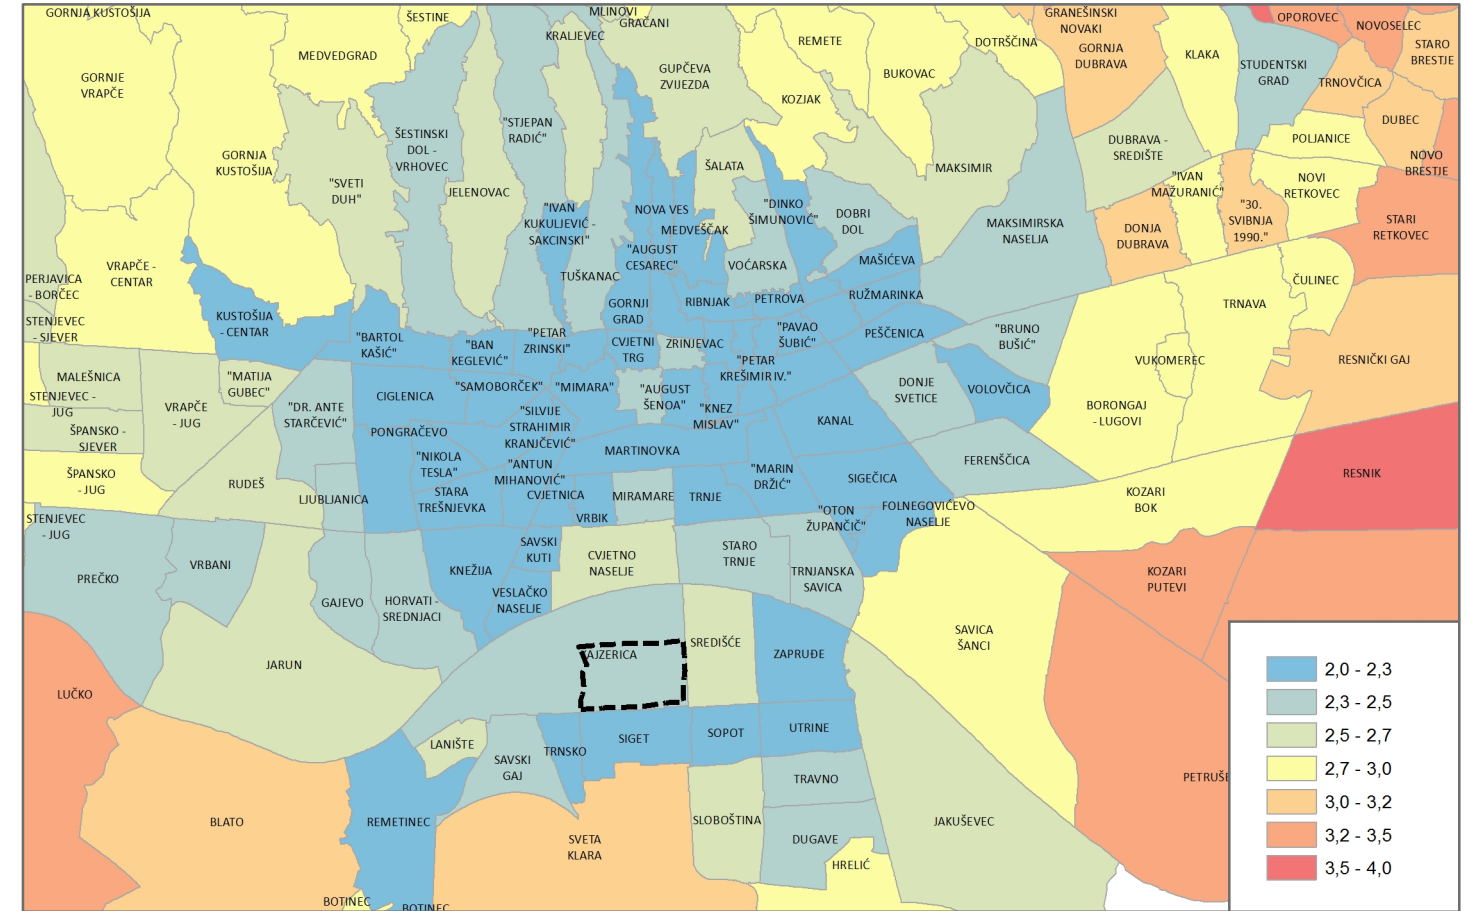 GORNJA KUSTOŠIJA
ŠESTINE
MLINOVI
GRAČANI
GRANEŠINSKI
NOVAKI
OPOROVEC
NOVOSELEC
KRALJEVEC
REMETE
DOTRŠČINA
GORNJA
DUBRAVA
KLAKA
STARO
BRESTJE
MEDVEDGRAD
GORNJE
VRAPČE
GUPČEVA
ZVIJEZDA
BUKOVAC
STUDENTSKI
GRAD
TRNOVČICA
KOZJAK
DUBEC
ŠESTINSKI
DOL -
VRHOVEC
"STJEPAN
RADIĆ"
POLJANICE
DUBRAVA -
SREDIŠTE
GORNJA
KUSTOŠIJA
ŠALATA
MAKSIMIR
NOVO
BRESTJE
"SVETI
DUH"
JELENOVAC
"IVAN
MAŽURANIĆ"
NOVI
RETKOVEC
"IVAN
KUKULJEVIĆ -
SAKCINSKI"
NOVA VES
"DINKO
ŠIMUNOVIĆ"
DOBRI
DOL
MAKSIMIRSKA
NASELJA
DONJA
DUBRAVA
"30.
SVIBNJA
1990."
STARI
RETKOVEC
MEDVEŠČAK
"AUGUST
CESAREC"
VRAPČE -
CENTAR
PERJAVICA
- BORČEC
TUŠKANAC
VOĆARSKA
MAŠIĆEVA
ČULINEC
GORNJI
GRAD
RIBNJAK
PETROVA
RUŽMARINKA
TRNAVA
KUSTOŠIJA
- CENTAR
STENJEVEC
- SJEVER
"BARTOL
KAŠIĆ"
"BAN
KEGLEVIĆ"
"PETAR
ZRINSKI"
CVJETNI
TRG
ZRINJEVAC
"PAVAO
ŠUBIĆ"
PEŠČENICA
"BRUNO
BUŠIĆ"
VUKOMEREC
RESNIČKI GAJ
MALEŠNICA
"MATIJA
GUBEC"
"PETAR
KREŠIMIR IV."
STENJEVEC -
JUG
CIGLENICA
"SAMOBORČEK"
"MIMARA"
"AUGUST
ŠENOA"
DONJE
SVETICE
VOLOVČICA
VRAPČE
- JUG
"DR. ANTE
STARČEVIĆ"
"SILVIJE
STRAHIMIR
KRANJČEVIĆ"
"KNEZ
MISLAV"
KANAL
BORONGAJ
- LUGOVI
ŠPANSKO -
SJEVER
PONGRAČEVO
MARTINOVKA
FERENŠČICA
"NIKOLA
TESLA"
"ANTUN
MIHANOVIĆ"
"MARIN
DRŽIĆ"
SIGEČICA
RESNIK
ŠPANSKO
- JUG
RUDEŠ
LJUBLJANICA
STARA
TREŠNJEVKA
CVJETNICA
MIRAMARE
TRNJE
KOZARI
BOK
VRBIK
"OTON
ŽUPANČIČ"
FOLNEGOVIĆEVO
NASELJE
STENJEVEC
- JUG
SAVSKI
KUTI
CVJETNO
NASELJE
STARO
TRNJE
PREČKO
VRBANI
KNEŽIJA
TRNJANSKA
SAVICA
KOZARI
PUTEVI
GAJEVO
HORVATI -
SREDNJACI
VESLAČKO
NASELJE
SAVICA
ŠANCI
JARUN
AJZERICA
SREDIŠĆE
ZAPRUĐE
LUČKO
LANIŠTE
SAVSKI
GAJ
TRNSKO
SIGET
SOPOT
UTRINE
TRAVNO
PETRUŠE
BLATO
REMETINEC
SVETA
KLARA
SLOBOŠTINA
DUGAVE
JAKUŠEVEC
HRELIĆ
BOTINEC
BOTINEC
2,0 - 2,3
2,3 - 2,5
2,5 - 2,7
2,7 - 3,0
3,0 - 3,2
3,2 - 3,5
3,5 - 4,0